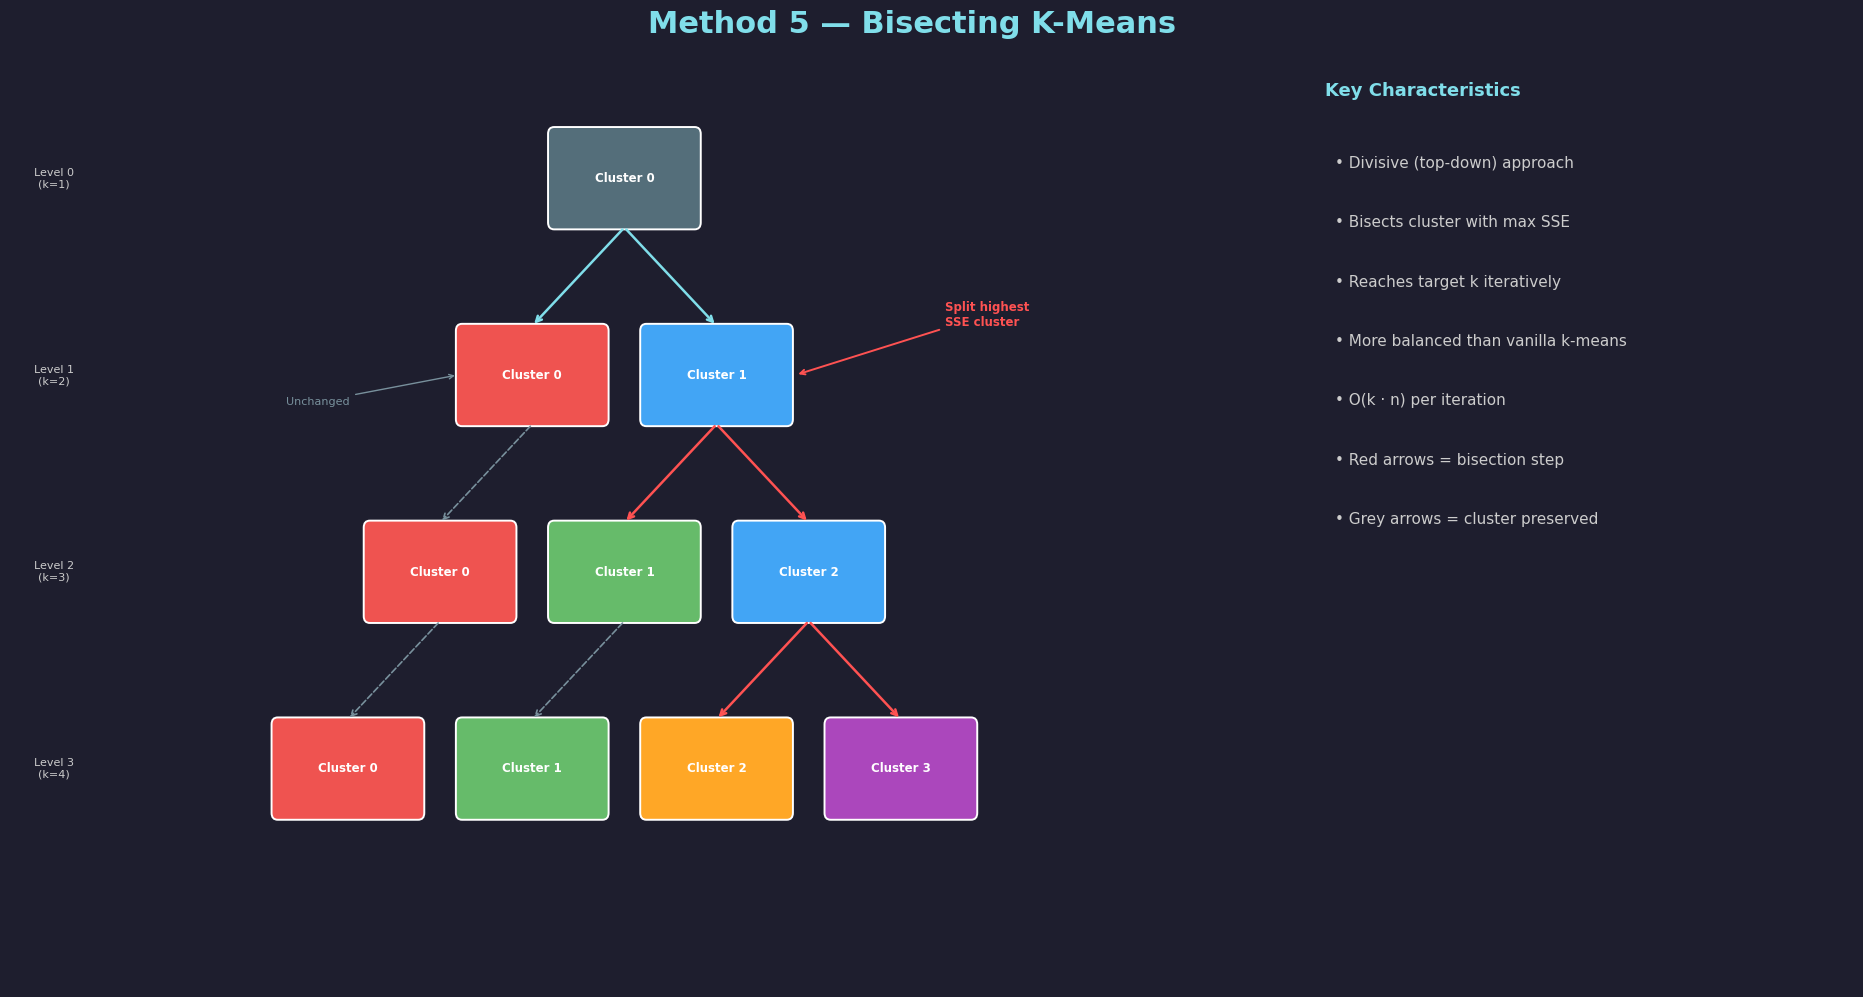 Method 5 — Bisecting K-Means
Key Characteristics
• Divisive (top-down) approach
• Bisects cluster with max SSE
• Reaches target k iteratively
• More balanced than vanilla k-means
• O(k · n) per iteration
• Red arrows = bisection step
• Grey arrows = cluster preserved
Level 0
(k=1)
Cluster 0
Split highest
SSE cluster
Level 1
(k=2)
Cluster 0
Cluster 1
Unchanged
Level 2
(k=3)
Cluster 0
Cluster 1
Cluster 2
Level 3
(k=4)
Cluster 0
Cluster 1
Cluster 2
Cluster 3